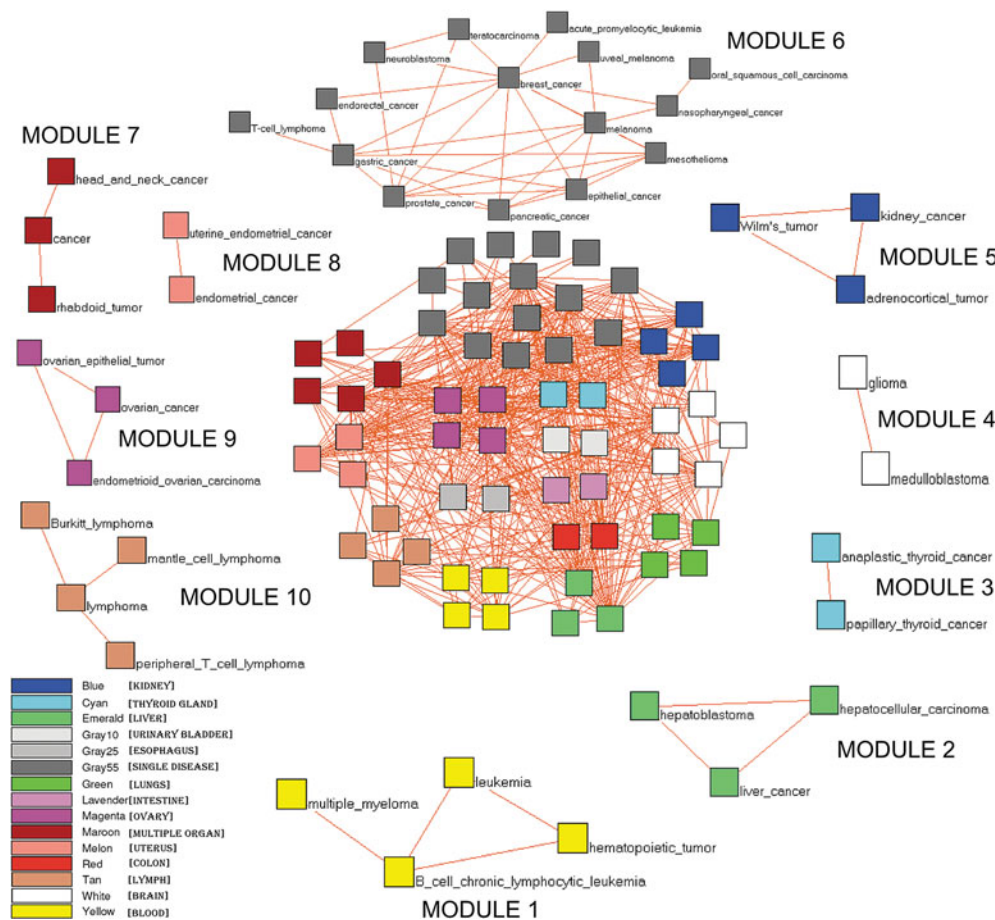 teratocarcinoma
acute_promyelocytic_leukemia
MODULE 6
neuroblastoma
uveal_melanoma
oral_squamous_cell_carcinoma
breast_cancer
endorectal_cancer
nasopharyngeal_cancer
T-cell_lymphoma
melanoma
MODULE 7
gastric_cancer
mesothelioma
head_and_neck_cancer
prostate_cancer
epithelial_cancer
pancreatic_cancer
cancer
uterine_endometrial_cancer
MODULE 8
endometrial_cancer
rhabdoid_tumor
Wilm's_tumor
kidney_cancer
MODULE 5
adrenocortical_tumor
ovarian_epithelial_tumor
ovarian_cancer
MODULE 9
endometrioid_ovarian_carcinoma
glioma
MODULE 4
medulloblastoma
Burkitt_lymphoma
mantle_cell_lymphoma
lymphoma
MODULE 10
peripheral_T_cell_lymphoma
anaplastic_thyroid_cancer
MODULE 3
papillary_thyroid_cancer
Blue [KIDNEY]
Cyan [THYROID GLAND]
Emerald [LIVER]
Gray10 [URINARY BLADDER]
Gray25 [ESOPHAGUS]
Gray55 [SINGLE DISEASE]
Green [LUNGS]
Lavender [INTESTINE]
Magenta [OVARY]
Maroon [MULTIPLE ORGAN]
Melon [UTERUS]
Red [COLON]
Tan [LYMPH]
White [BRAIN]
Yellow [BLOOD]
hepatoblastoma
hepatocellular_carcinoma
MODULE 2
liver_cancer
leukemia
multiple_myeloma
hematopoietic_tumor
B_cell_chronic_lymphocytic_leukemia
MODULE 1